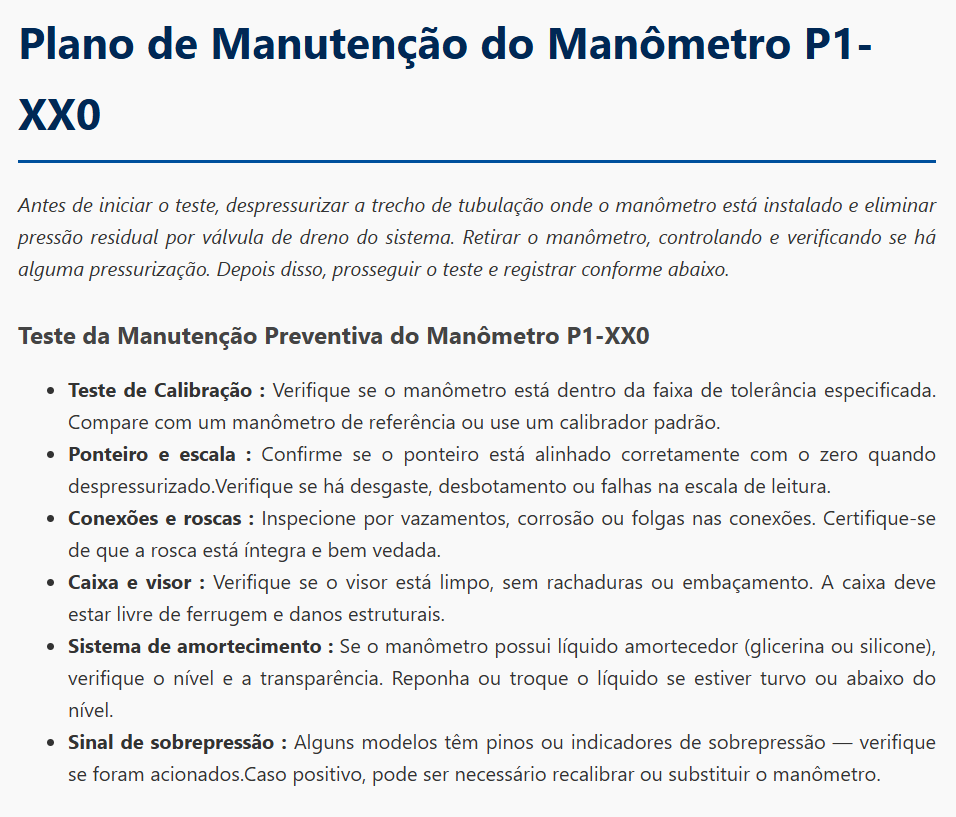 Plano de Manutenção do Manômetro P1-
XX0
Antes de iniciar o teste, despressurizar a trecho de tubulação onde o manômetro está instalado e eliminar
pressão residual por válvula de dreno do sistema. Retirar o manômetro, controlando e verificando se há
alguma pressurização. Depois disso, prosseguir o teste e registrar conforme abaixo.
Teste da Manutenção Preventiva do Manômetro P1-XX0
• Teste de Calibração : Verifique se o manômetro está dentro da faixa de tolerância especificada.
Compare com um manômetro de referência ou use um calibrador padrão.
• Ponteiro e escala : Confirme se o ponteiro está alinhado corretamente com o zero quando
despressurizado.Verifique se há desgaste, desbotamento ou falhas na escala de leitura.
• Conexões e roscas : Inspecione por vazamentos, corrosão ou folgas nas conexões. Certifique-se
de que a rosca está íntegra e bem vedada.
• Caixa e visor : Verifique se o visor está limpo, sem rachaduras ou embaçamento. A caixa deve
estar livre de ferrugem e danos estruturais.
• Sistema de amortecimento : Se o manômetro possui líquido amortecedor (glicerina ou silicone),
verifique o nível e a transparência. Reponha ou troque o líquido se estiver turvo ou abaixo do
nível.
• Sinal de sobrepressão : Alguns modelos têm pinos ou indicadores de sobrepressão — verifique
se foram acionados.Caso positivo, pode ser necessário recalibrar ou substituir o manômetro.